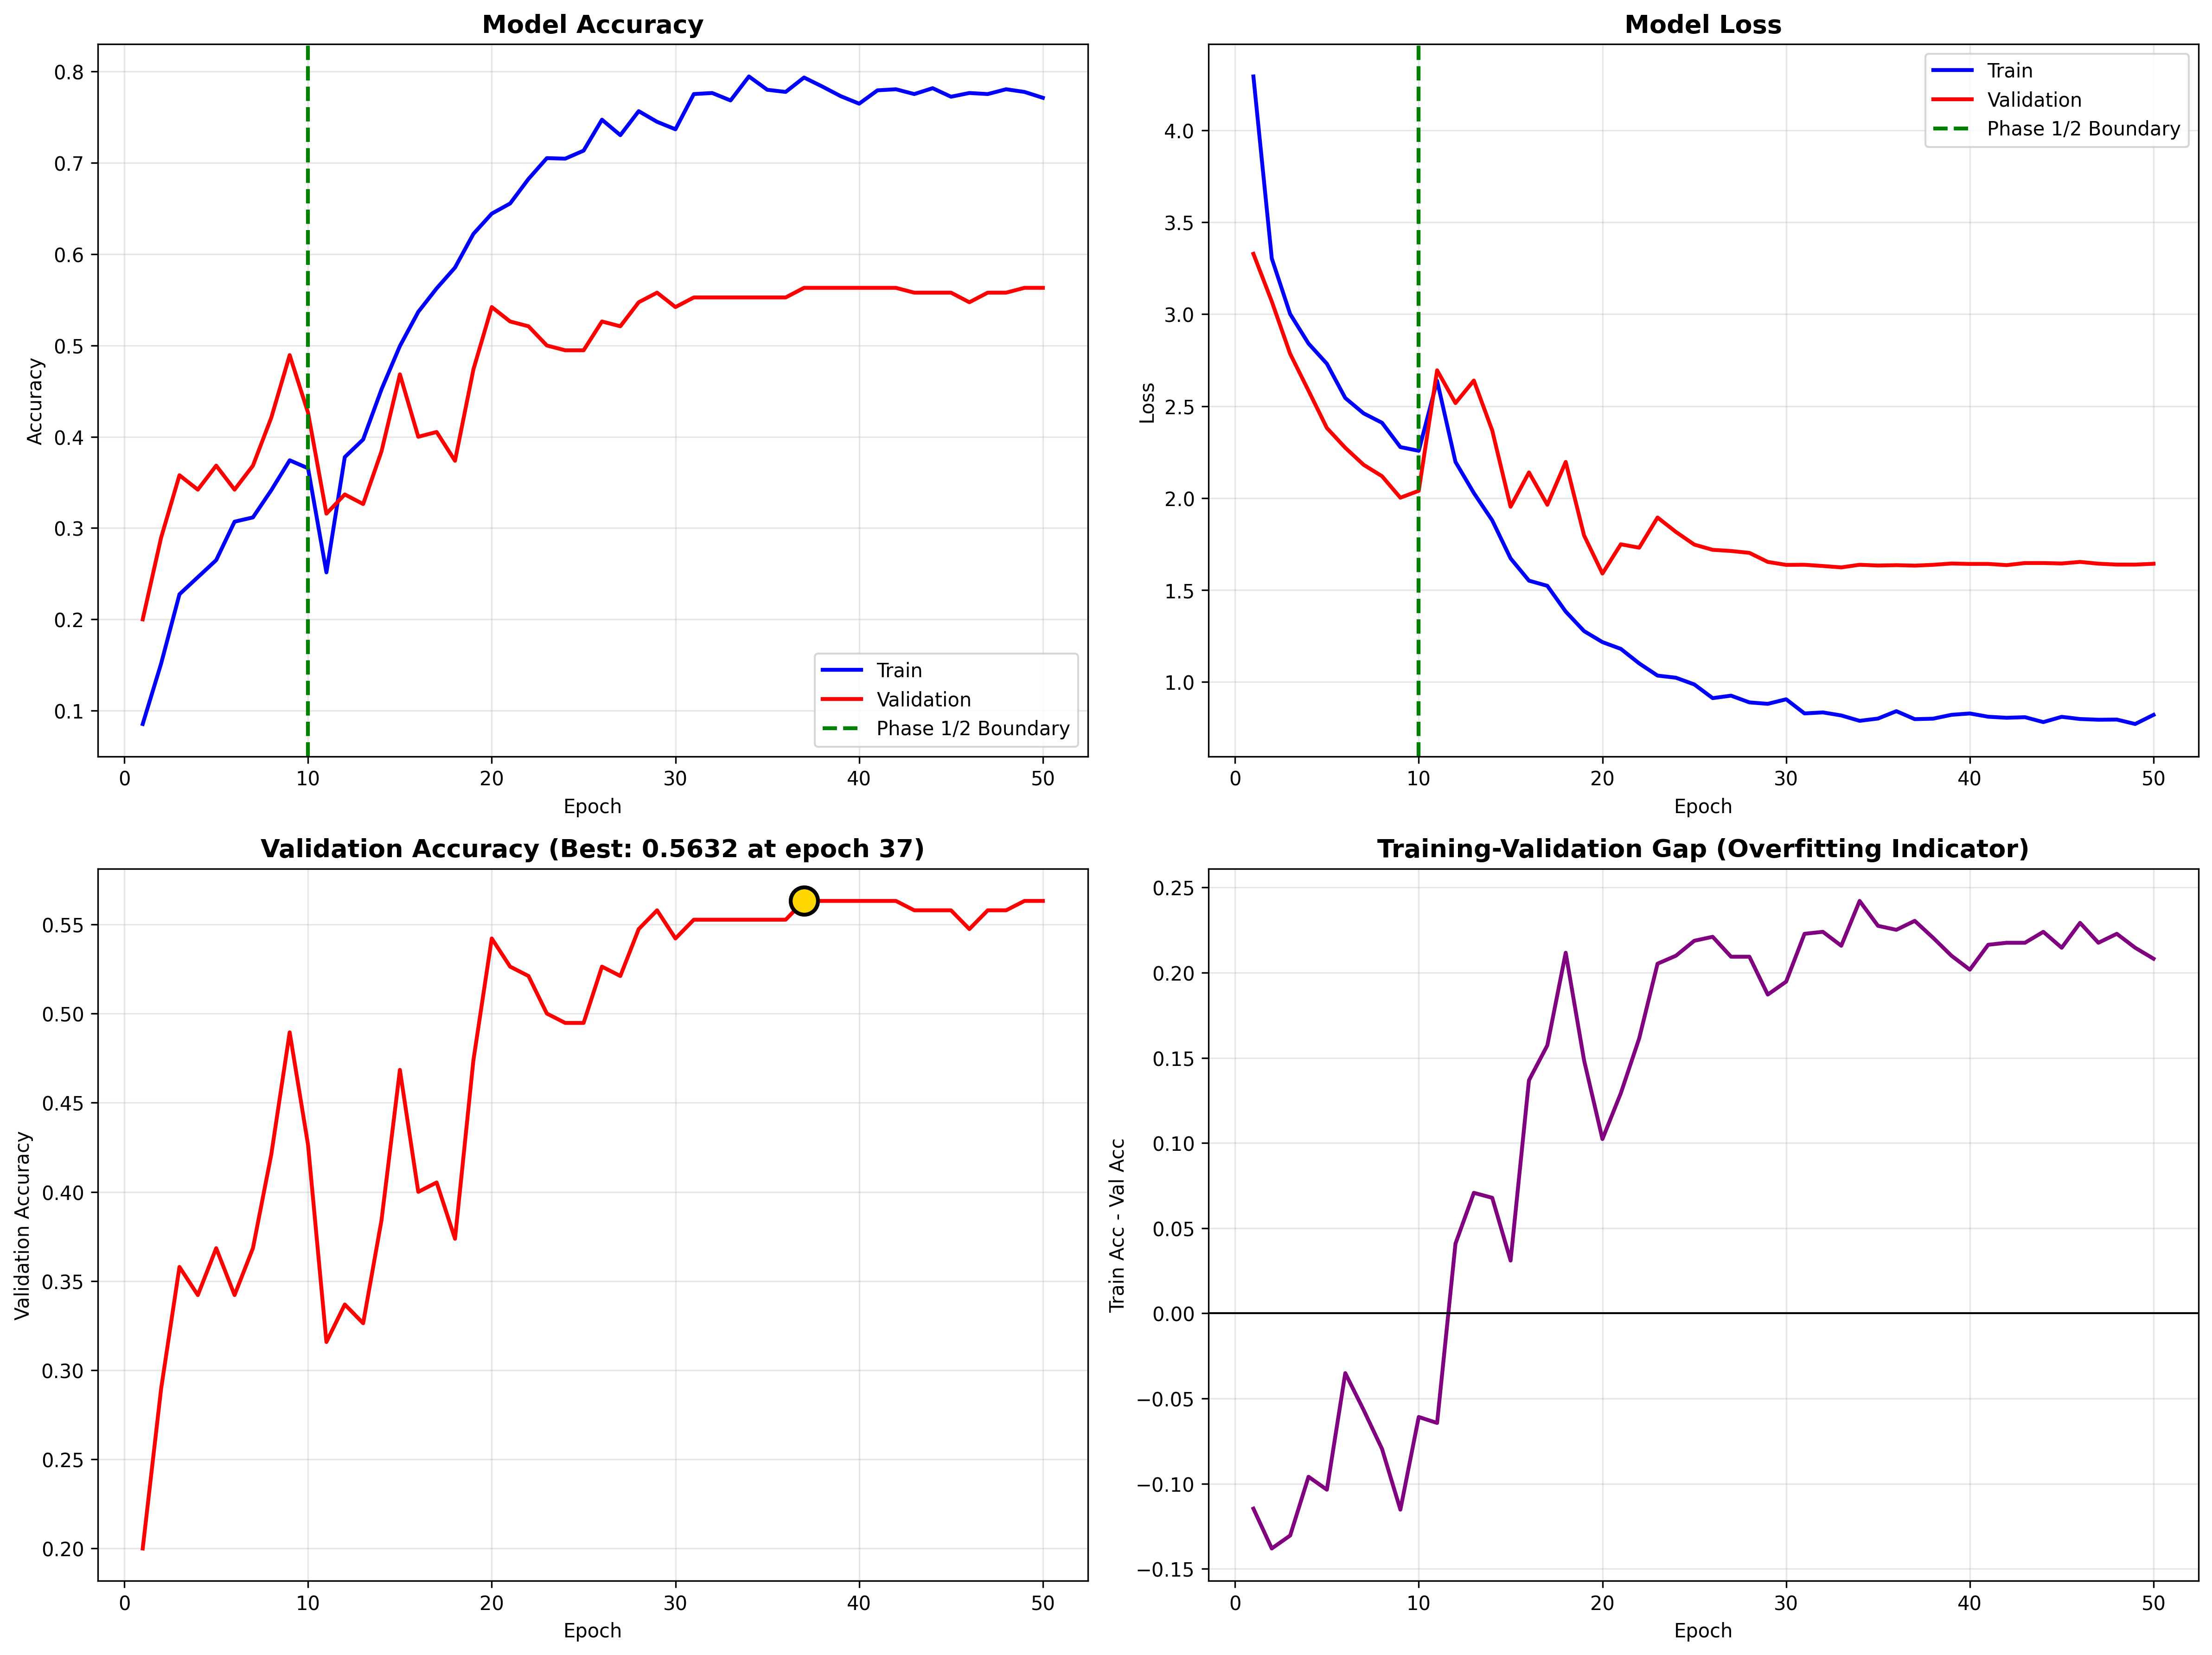 Model Accuracy
Accuracy
0.8
0.7
0.6
0.5
0.4
0.3
0.2
0.1
0 10 20 30 40 50
Epoch
Train
Validation
Phase 1/2 Boundary
Model Loss
Loss
4.0
3.5
3.0
2.5
2.0
1.5
1.0
0 10 20 30 40 50
Epoch
Train
Validation
Phase 1/2 Boundary
Validation Accuracy (Best: 0.5632 at epoch 37)
Validation Accuracy
0.55
0.50
0.45
0.40
0.35
0.30
0.25
0.20
0 10 20 30 40 50
Epoch
Training-Validation Gap (Overfitting Indicator)
Train Acc - Val Acc
0.25
0.20
0.15
0.10
0.05
0.00
−0.05
−0.10
−0.15
0 10 20 30 40 50
Epoch